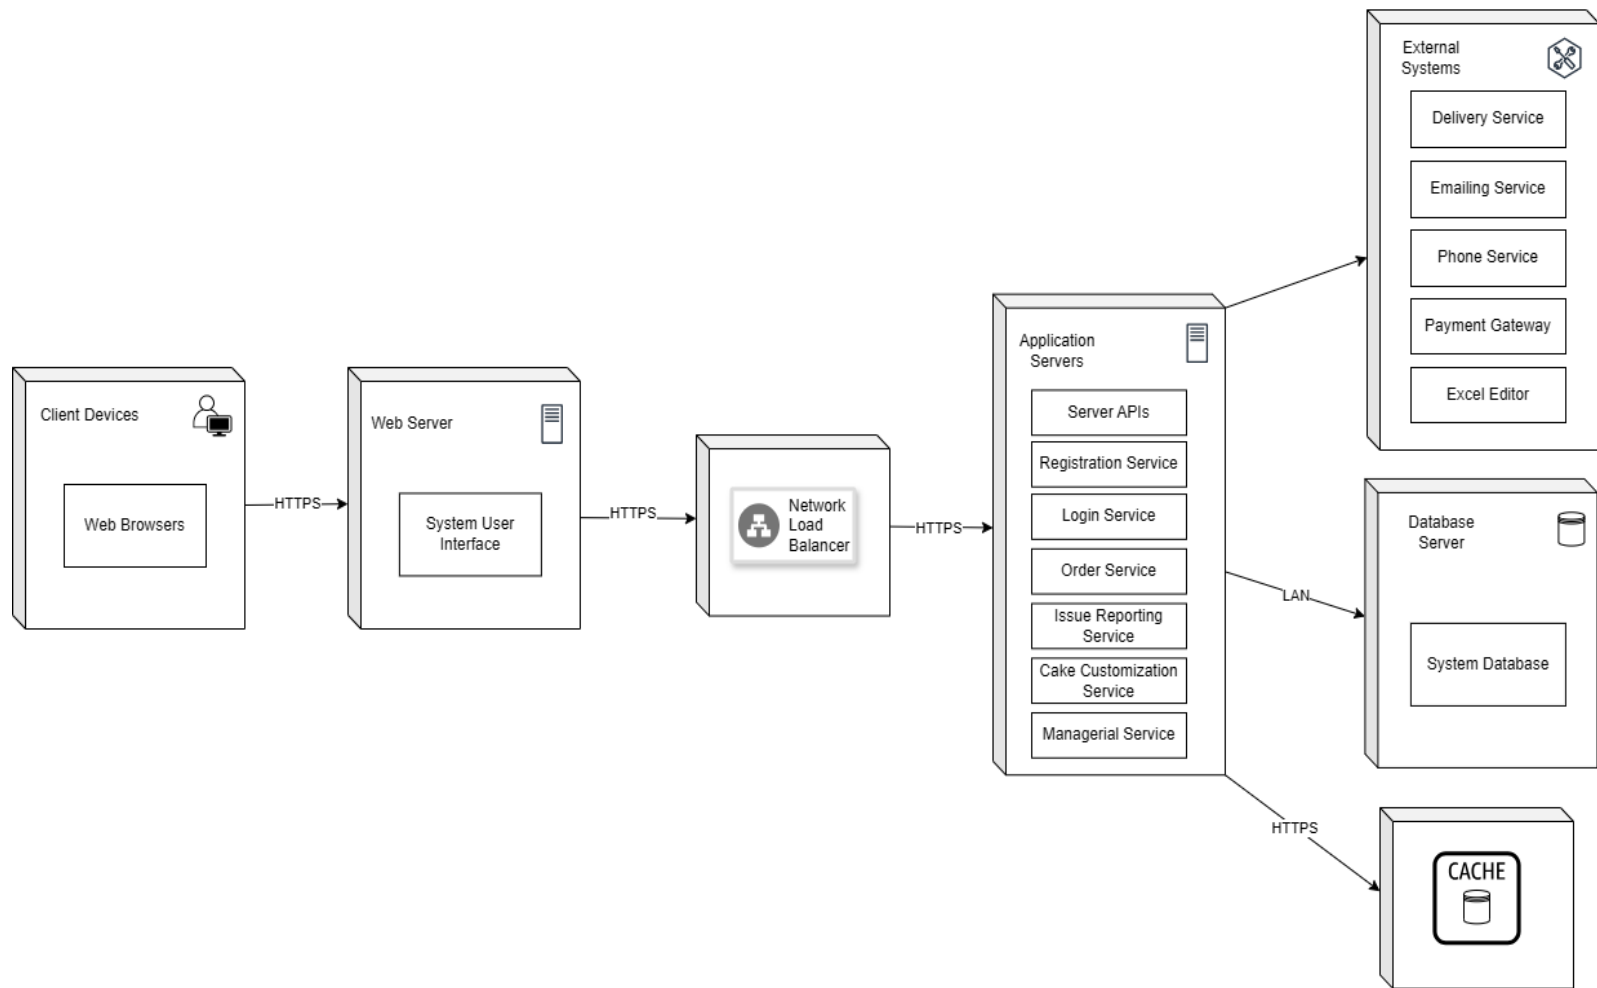 Client Devices
Web Browsers
HTTPS
Web Server
System User
Interface
HTTPS
Network
Load
Balancer
HTTPS
Application
Servers
Server APIs
Registration Service
Login Service
Order Service
Issue Reporting
Service
Cake Customization
Service
Managerial Service
External
Systems
Delivery Service
Emailing Service
Phone Service
Payment Gateway
Excel Editor
LAN
Database
Server
System Database
HTTPS
CACHE